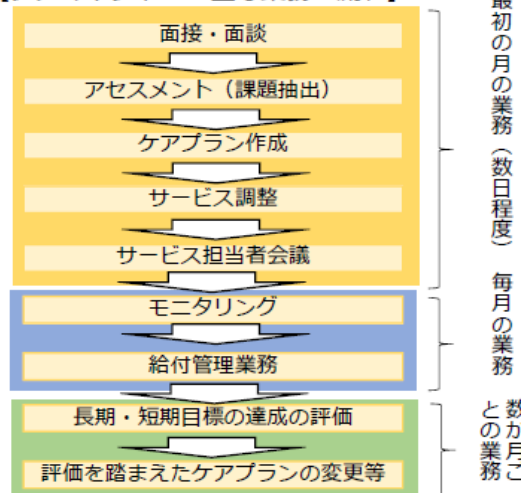 面接・面談
アセスメント（課題抽出）
ケアプラン作成
サービス調整
サービス担当者会議
モニタリング
給付管理業務
長期・短期目標の達成の評価
評価を踏まえたケアプランの変更等
最初の月の業務（数日程度）
毎月の業務
数か月ご
との業務